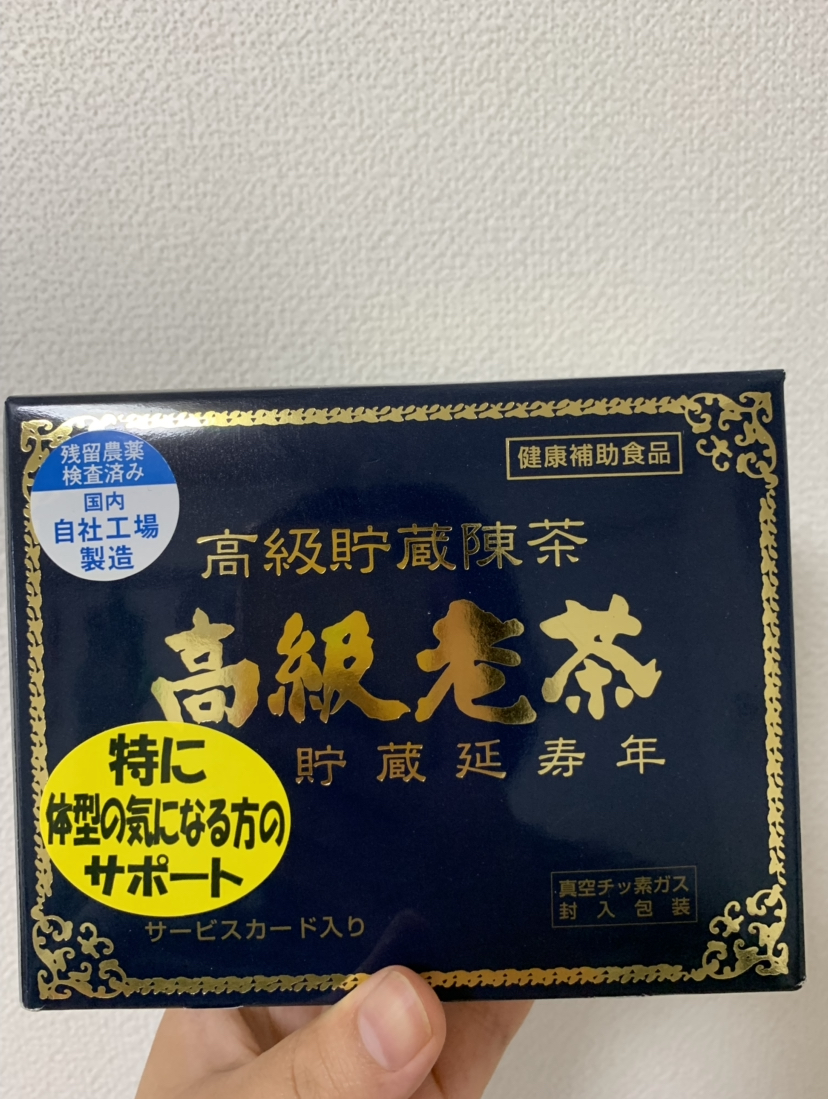 残留農薬
検査済み
国内
自社工場
製造
健康補助食品
高級貯蔵陳茶
高級老茶
貯蔵延寿年
特に
体型の気になる方の
サポート
サービスカード入り
真空チッ素ガス
封入包装